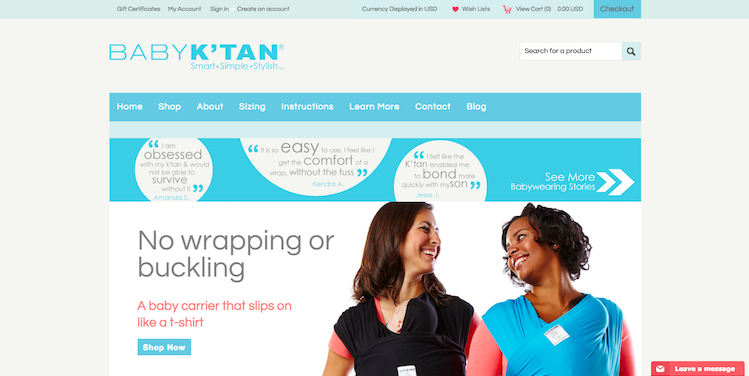 Gift Certificates My Account Sign in or Create an account Currency Displayed in USD Wish Lists View Cart (0) 0.00 USD Checkout
BABY K'TAN®
Smart • Simple • Stylish
Search for a product
Home Shop About Sizing Instructions Learn More Contact Blog
“ I am
obsessed
with my k'tan & would
not be able to
survive
without it ”
Amanda S.
“ it is so easy to use, I feel like I
get the comfort of a
wrap, without the fuss ”
Kendra A.
“ I felt like the
K'tan enabled me
to bond more
quickly with my son ”
Jesse J.
See More
Babywearing Stories
No wrapping or
buckling
A baby carrier that slips on
like a t-shirt
Shop Now
Leave a message